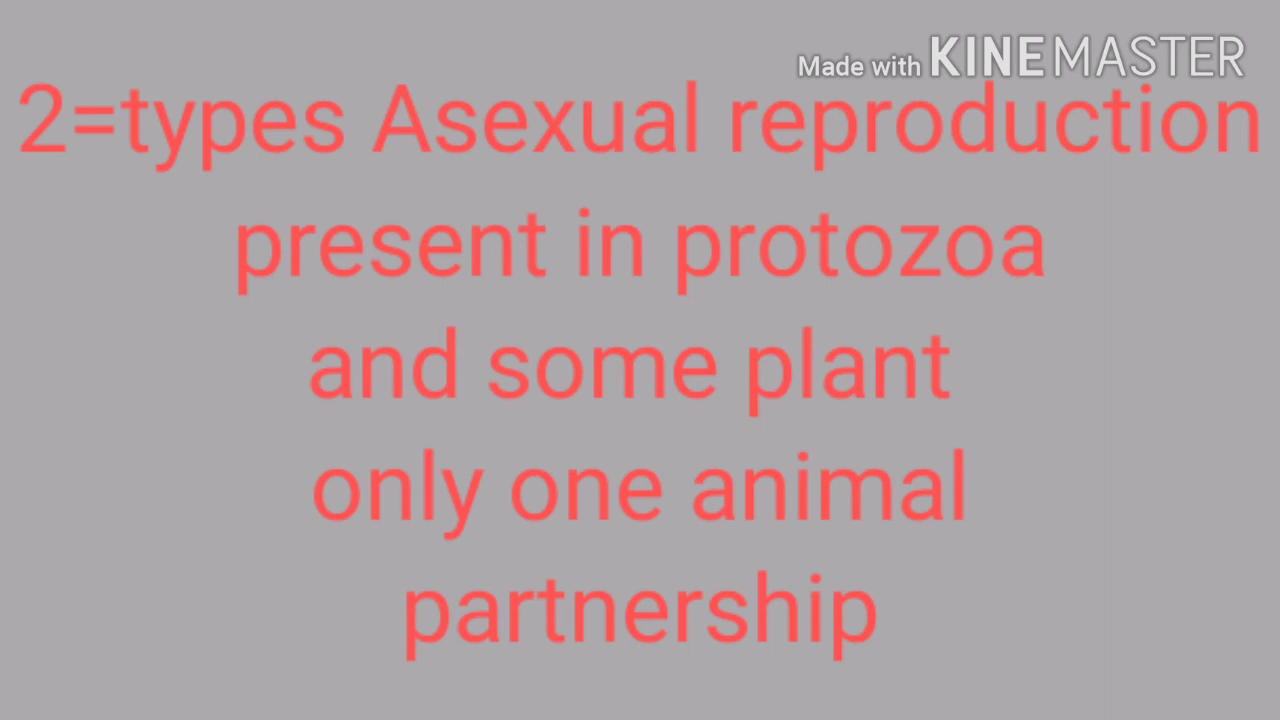 Made with KINEMASTER
2=types Asexual reproduction
present in protozoa
and some plant
only one animal
partnership